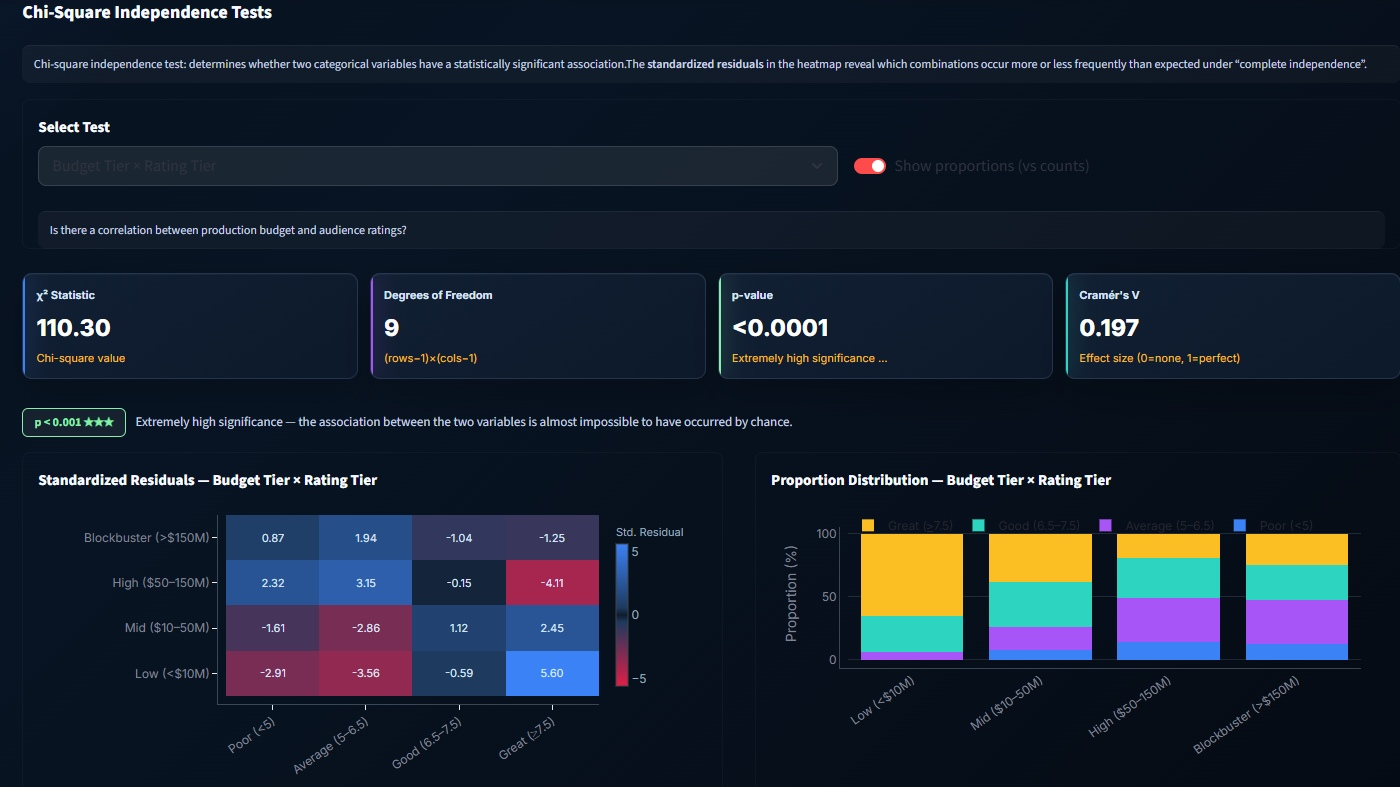 Chi-Square Independence Tests
Chi-square independence test: determines whether two categorical variables have a statistically significant association.The standardized residuals in the heatmap reveal which combinations occur more or less frequently than expected under “complete independence”.
Select Test
Budget Tier × Rating Tier
Show proportions (vs counts)
Is there a correlation between production budget and audience ratings?
χ² Statistic
110.30
Chi-square value
Degrees of Freedom
9
(rows−1)×(cols−1)
p-value
<0.0001
Extremely high significance ...
Cramér's V
0.197
Effect size (0=none, 1=perfect)
p < 0.001 ★★★
Extremely high significance — the association between the two variables is almost impossible to have occurred by chance.
Standardized Residuals — Budget Tier × Rating Tier
Blockbuster (>$150M) 0.87 1.94 -1.04 -1.25
High ($50–150M) 2.32 3.15 -0.15 -4.11
Mid ($10–50M) -1.61 -2.86 1.12 2.45
Low (<$10M) -2.91 -3.56 -0.59 5.60
Poor (<5)
Average (5–6.5)
Good (6.5–7.5)
Great (≥7.5)
Std. Residual
5
0
−5
Proportion Distribution — Budget Tier × Rating Tier
Great (≥7.5)
Good (6.5–7.5)
Average (5–6.5)
Poor (<5)
Proportion (%)
100
50
0
Low (<$10M)
Mid ($10–50M)
High ($50–150M)
Blockbuster (>$150M)